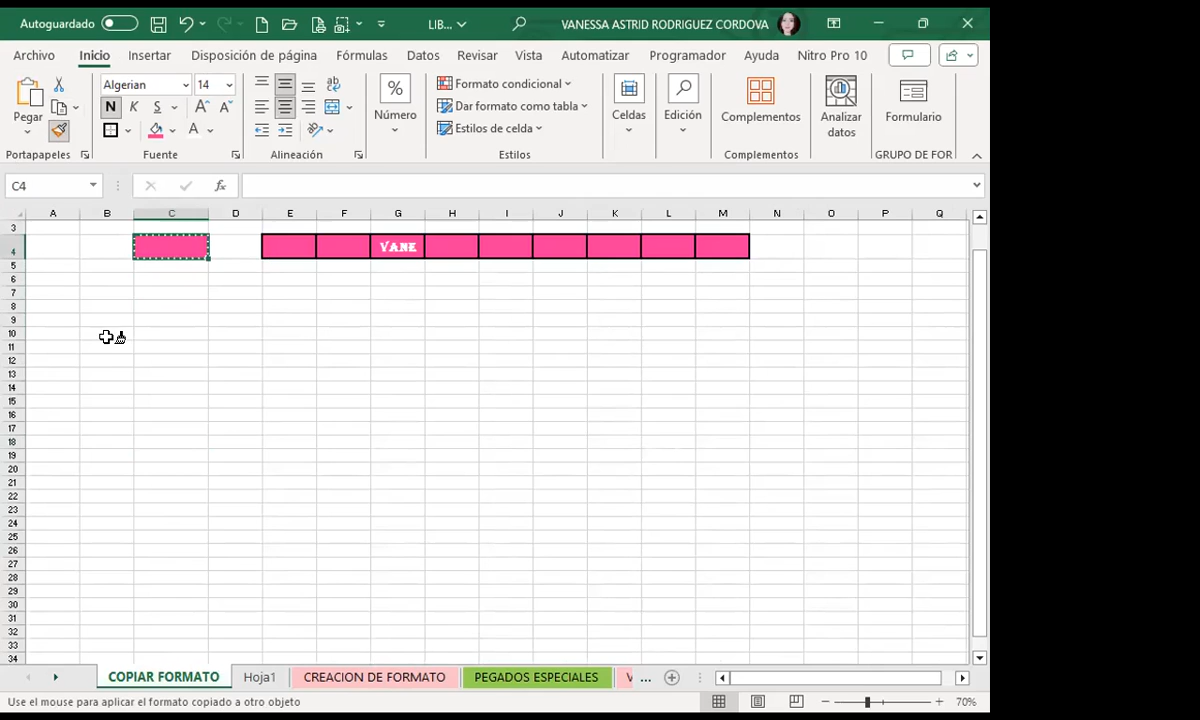 Autoguardado
LIB...
VANESSA ASTRID RODRIGUEZ CORDOVA
Archivo Inicio Insertar Disposición de página Fórmulas Datos Revisar Vista Automatizar Programador Ayuda Nitro Pro 10
Pegar
Algerian 14
N K S
A A
A
ab
%
Número
Formato condicional
Dar formato como tabla
Estilos de celda
Celdas
Edición
Complementos
Analizar datos
Formulario
Portapapeles Fuente Alineación Estilos Complementos GRUPO DE FOR
C4
fx
A B C D E F G H I J K L M N O P Q
3
4 VANE
5
6
7
8
9
10
11
12
13
14
15
16
17
18
19
20
21
22
23
24
25
26
27
28
29
30
31
32
33
34
COPIAR FORMATO Hoja1 CREACION DE FORMATO PEGADOS ESPECIALES V ...
Use el mouse para aplicar el formato copiado a otro objeto
70%